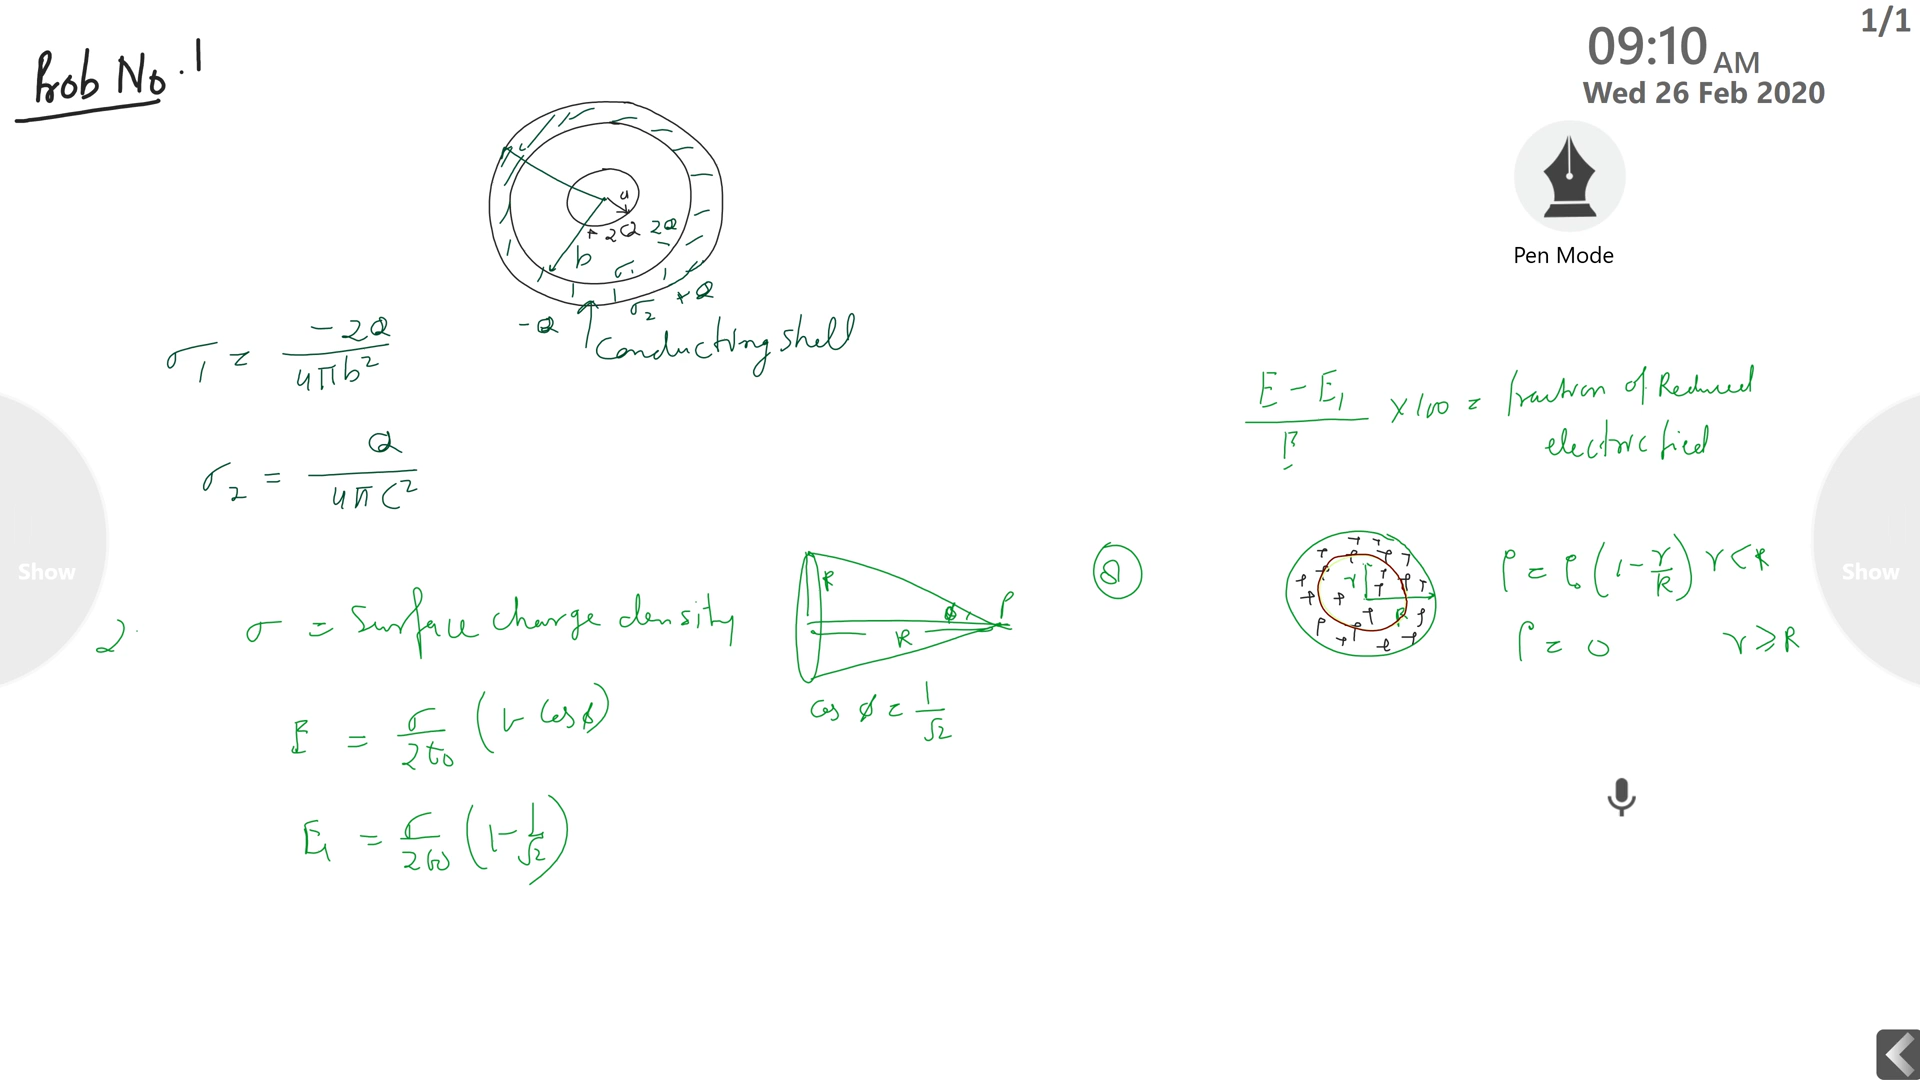 Prob No. 1
1/1
09:10 AM
Wed 26 Feb 2020
Pen Mode
a
+2Q 2Q
b
σ1
σ2 +Q
-Q
Conducting shell
σ1 = -2Q / 4πb²
σ2 = Q / 4πC²
E - E1 / E × 100 = fraction of Reduced
electric field
Show
Show
2.
σ = Surface charge density
R
ϕ
P
R
cos ϕ = 1/√2
E = σ/2ε0 (1- Cosϕ)
E1 = σ/2ε0 (1 - 1/√2)
8
r
R
ρ = ρ0 (1 - r/R) r < R
ρ = 0 r ≥ R